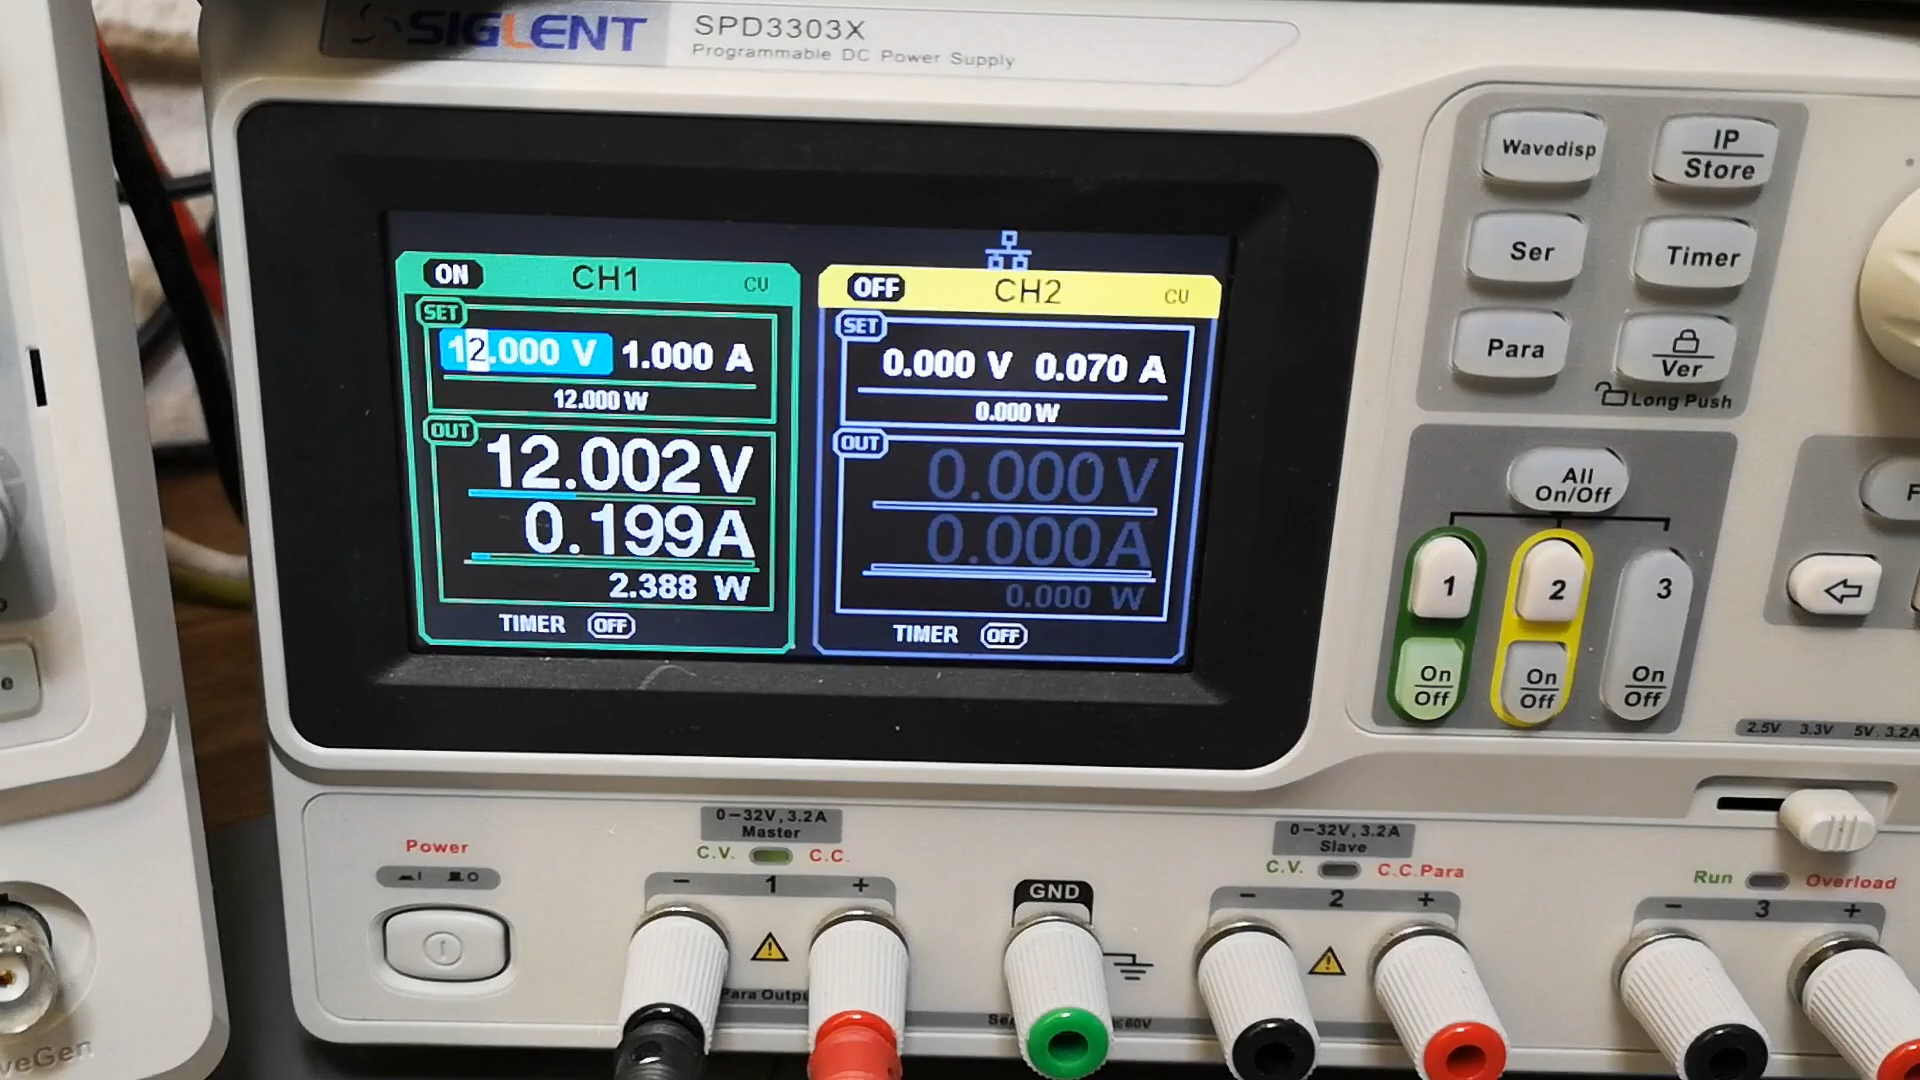 SIGLENT
SPD3303X
Programmable DC Power Supply
ON CH1 CV
SET
12.000 V 1.000 A
12.000 W
OUT
12.002V
0.199A
2.388 W
TIMER OFF
OFF CH2 CV
SET
0.000 V 0.070 A
0.000 W
OUT
0.000V
0.000A
0.000 W
TIMER OFF
Wavedisp
IP
Store
Ser
Timer
Para
Ver
Long Push
All
On/Off
1 2 3
On
Off
On
Off
On
Off
F
2.5V 3.3V 5V, 3.2A
Power
I O
0-32V, 3.2A
Master
C.V. C.C.
- 1 +
Para Outpu
GND
0-32V, 3.2A
Slave
C.V. C.C.Para
- 2 +
≤60V
Run Overload
- 3 +
e
veGen